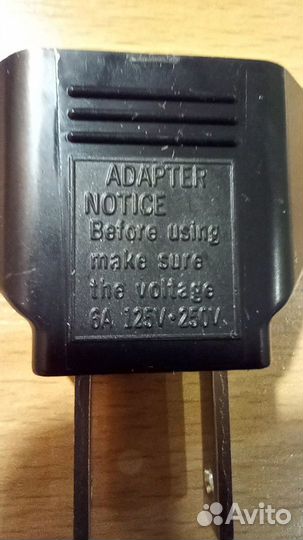 ADAPTER
NOTICE
Before using
make sure
the voltage
6A 125V•250V
Avito